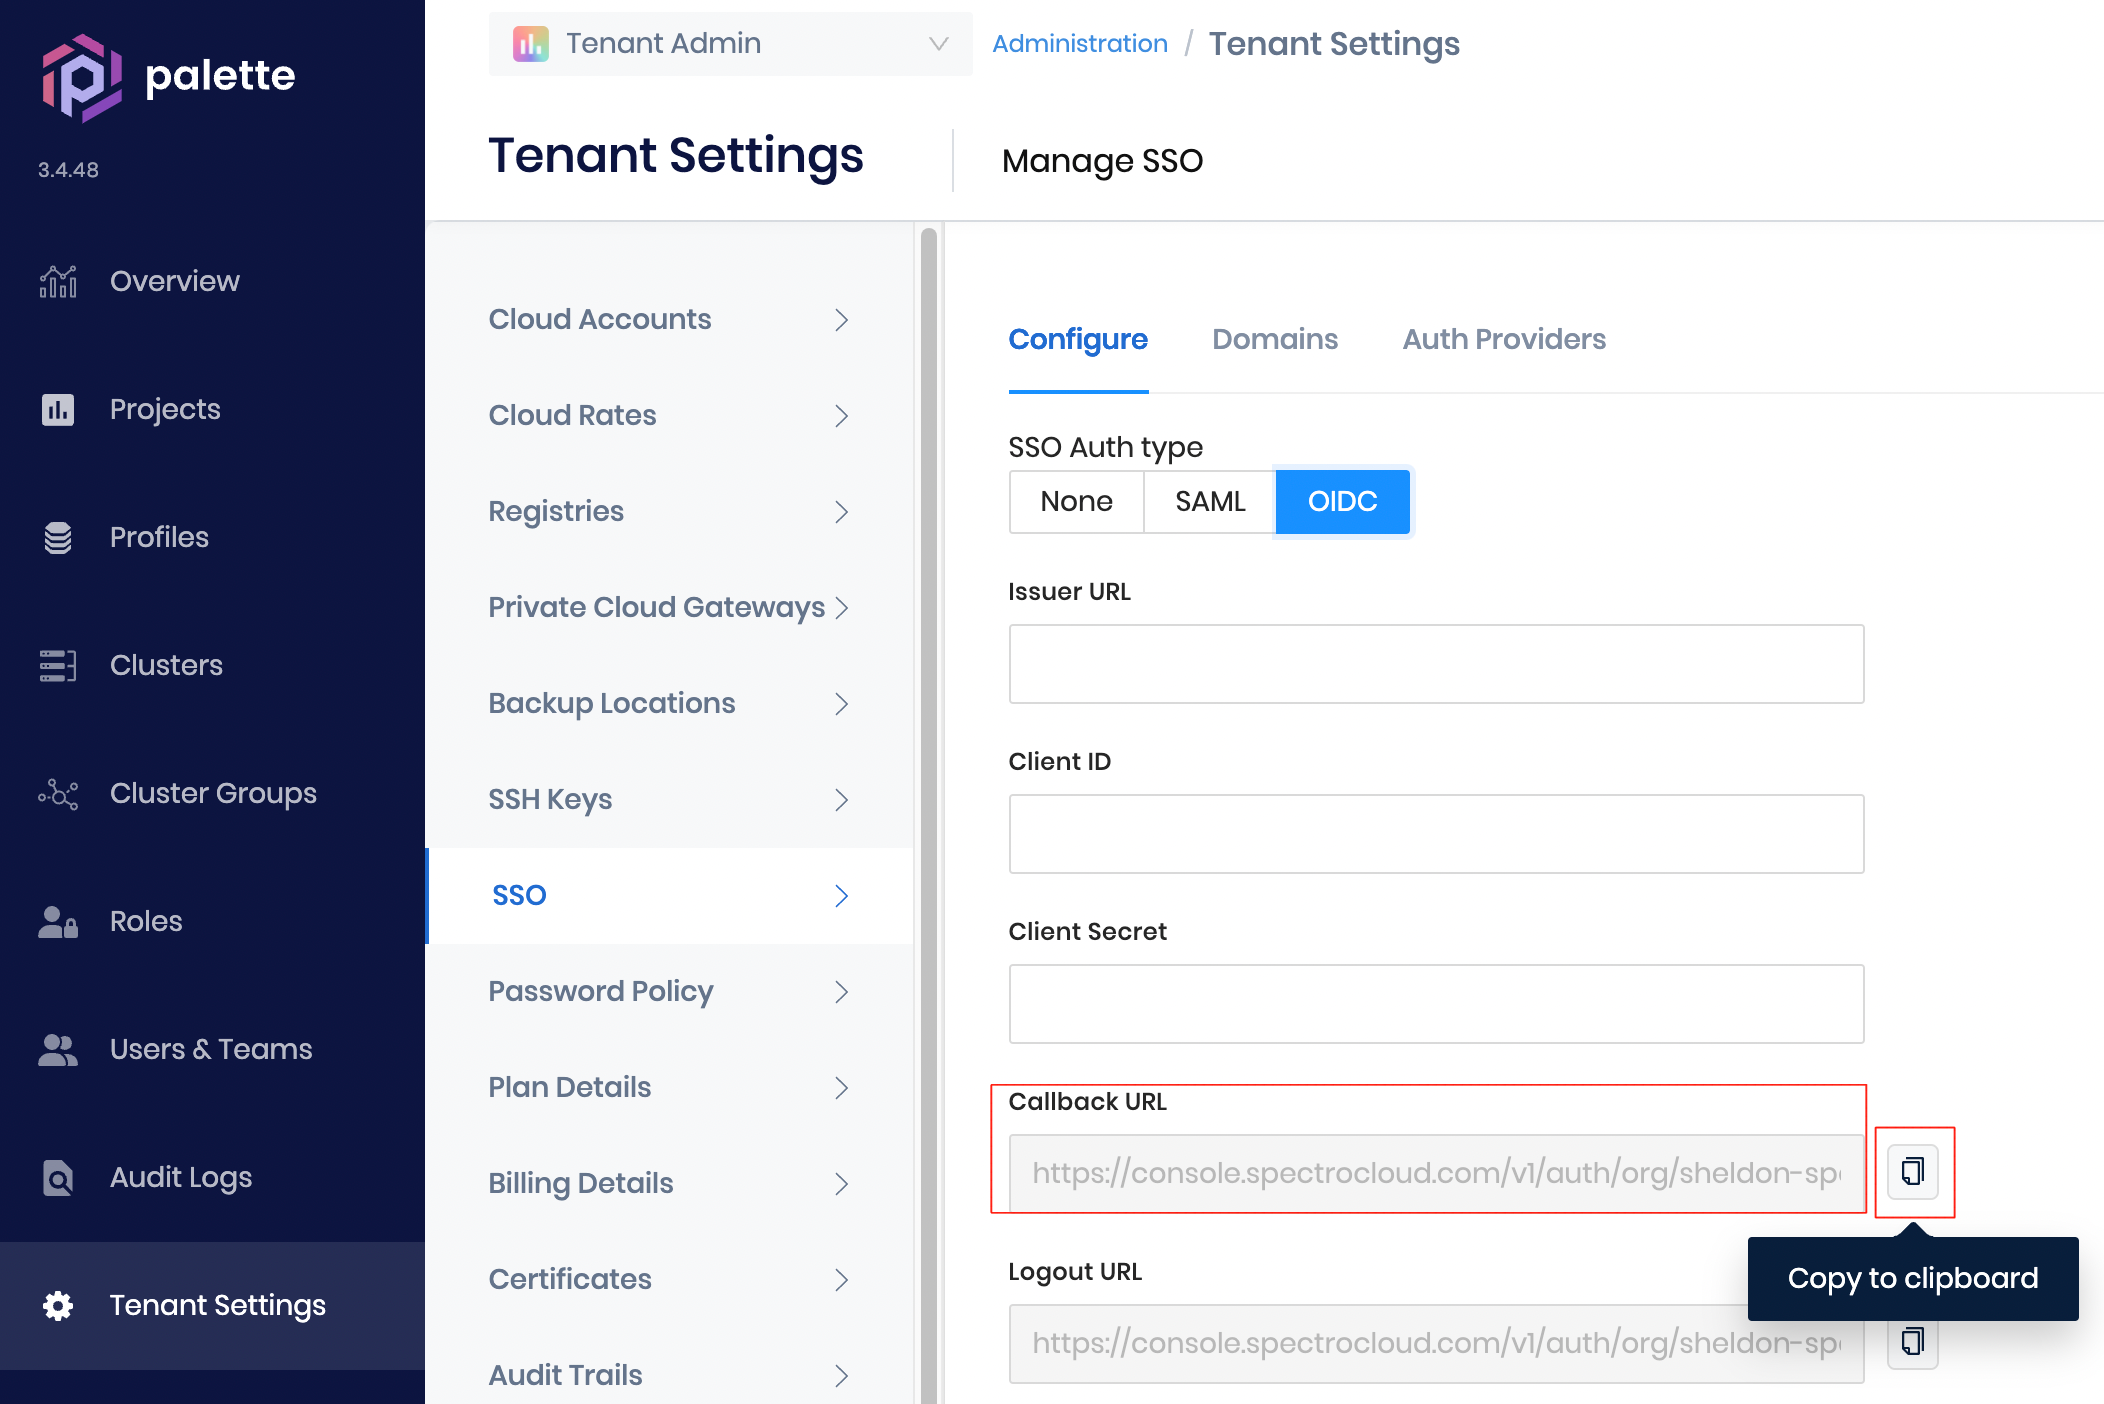 palette
3.4.48
Overview
Projects
Profiles
Clusters
Cluster Groups
Roles
Users & Teams
Audit Logs
Tenant Settings
Tenant Admin
Administration / Tenant Settings
Tenant Settings
Manage SSO
Cloud Accounts
Cloud Rates
Registries
Private Cloud Gateways
Backup Locations
SSH Keys
SSO
Password Policy
Plan Details
Billing Details
Certificates
Audit Trails
Configure Domains Auth Providers
SSO Auth type
None SAML OIDC
Issuer URL
Client ID
Client Secret
Callback URL
https://console.spectrocloud.com/v1/auth/org/sheldon-sp
Copy to clipboard
Logout URL
https://console.spectrocloud.com/v1/auth/org/sheldon-sp